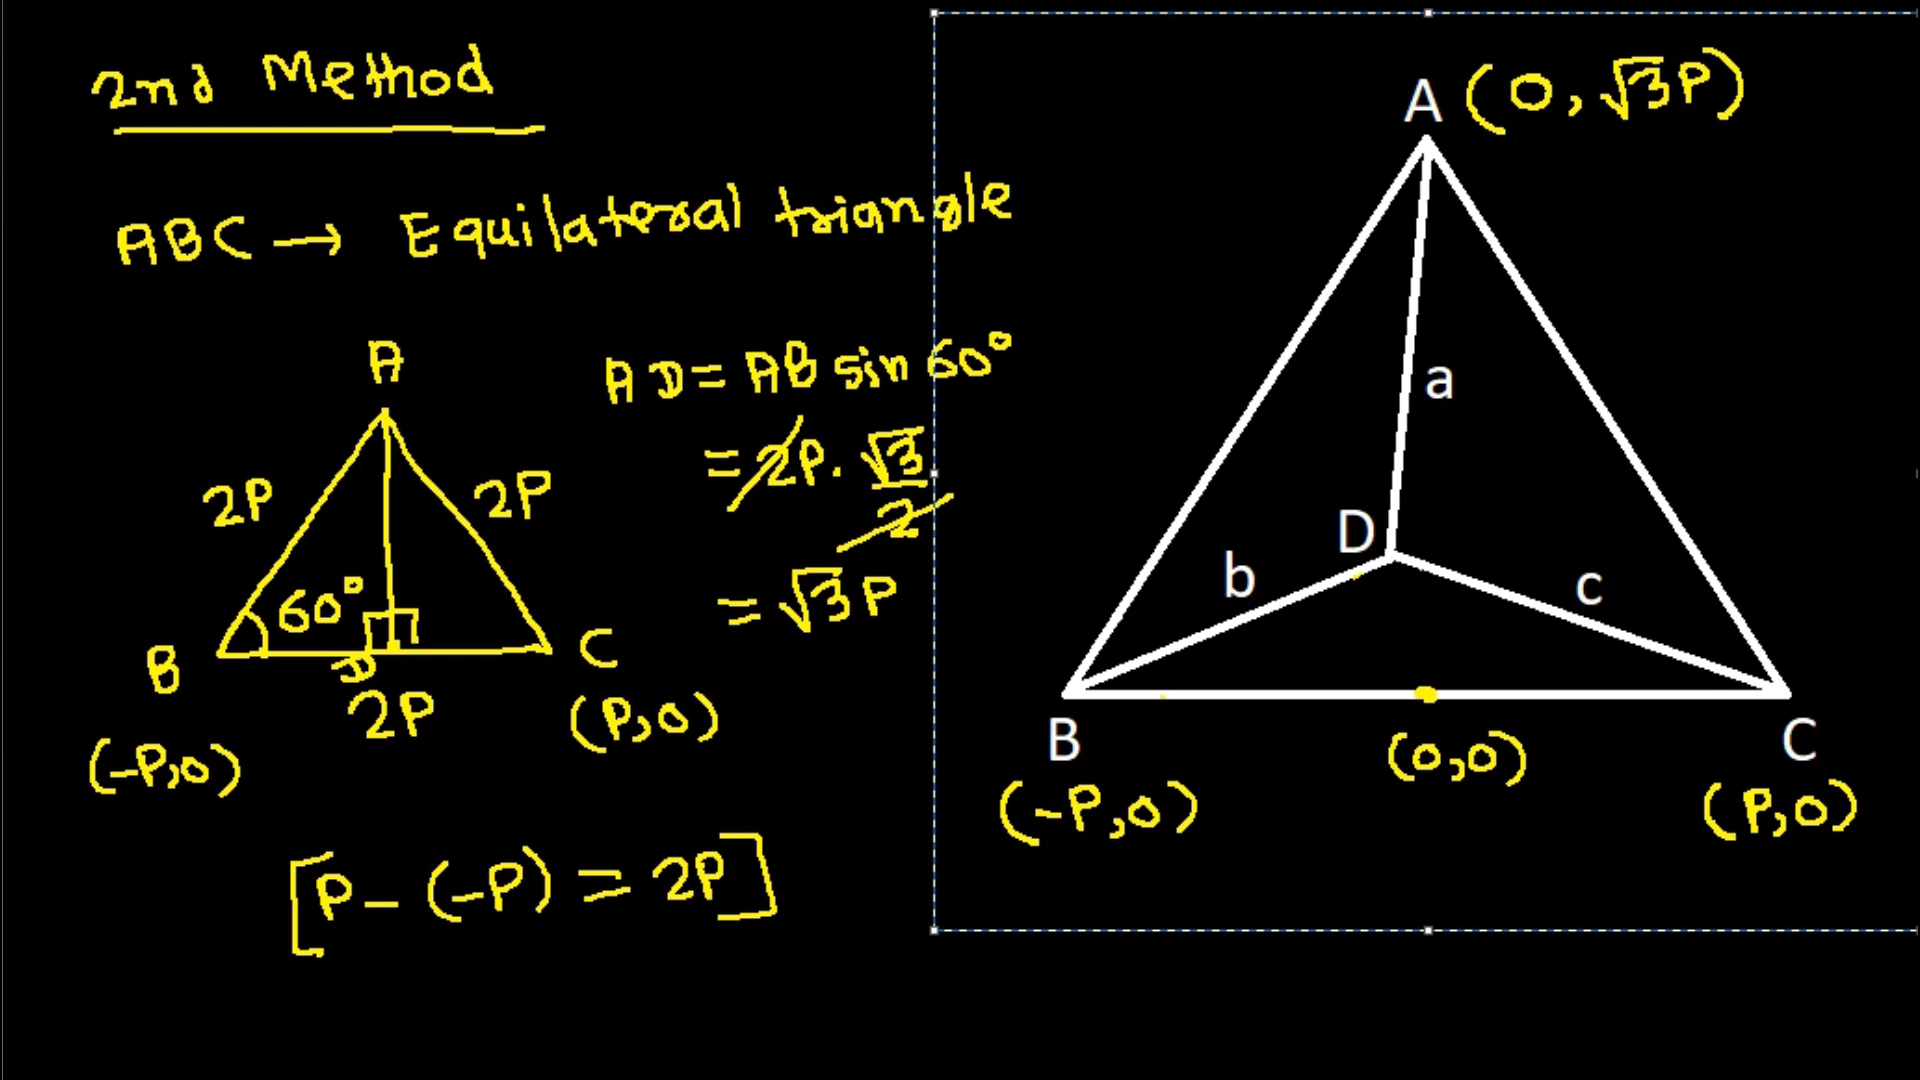 2nd Method
ABC → Equilateral triangle
A
2P
2P
60°
B
D
C
2P
(-P,0)
(P,0)
AD = AB sin 60°
= 2P. √3/2
= √3 P
[P - (-P) = 2P]
A (0, √3P)
a
D
b
c
B
C
(-P,0)
(0,0)
(P,0)